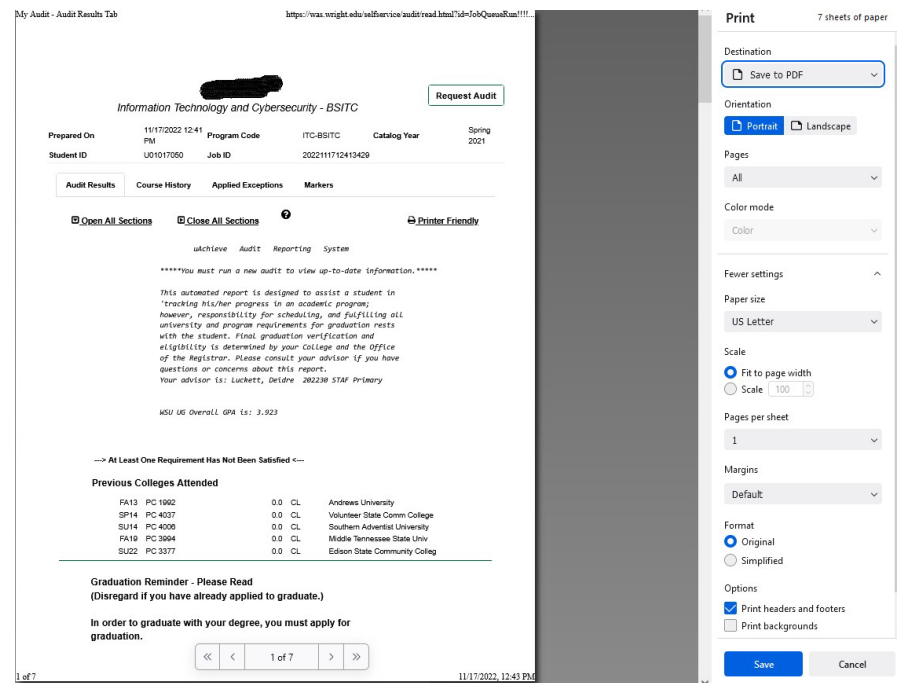 My Audit - Audit Results Tab https://was.wright.edu/selfservice/audit/read.html?id=JobQueueRun!!!!...
Request Audit
Information Technology and Cybersecurity - BSITC
Prepared On 11/17/2022 12:41 PM Program Code ITC-BSITC Catalog Year Spring 2021
Student ID U01017050 Job ID 2022111712413429
Audit Results Course History Applied Exceptions Markers
Open All Sections Close All Sections ? Printer Friendly
uAchieve Audit Reporting System
*****You must run a new audit to view up-to-date information.*****
This automated report is designed to assist a student in
'tracking his/her progress in an academic program;
however, responsibility for scheduling, and fulfilling all
university and program requirements for graduation rests
with the student. Final graduation verification and
eligibility is determined by your College and the Office
of the Registrar. Please consult your advisor if you have
questions or concerns about this report.
Your advisor is: Luckett, Deidre 202230 STAF Primary
WSU UG Overall GPA is: 3.923
---> At Least One Requirement Has Not Been Satisfied <---
Previous Colleges Attended
FA13 PC 1992 0.0 CL Andrews University
SP14 PC 4037 0.0 CL Volunteer State Comm College
SU14 PC 4006 0.0 CL Southern Adventist University
FA19 PC 3994 0.0 CL Middle Tennessee State Univ
SU22 PC 3377 0.0 CL Edison State Community Colleg
Graduation Reminder - Please Read
(Disregard if you have already applied to graduate.)
In order to graduate with your degree, you must apply for
graduation.
1 of 7
1 of 7 11/17/2022, 12:43 PM
Print 7 sheets of paper
Destination
Save to PDF
Orientation
Portrait Landscape
Pages
All
Color mode
Color
Fewer settings
Paper size
US Letter
Scale
Fit to page width
Scale 100
Pages per sheet
1
Margins
Default
Format
Original
Simplified
Options
Print headers and footers
Print backgrounds
Save Cancel